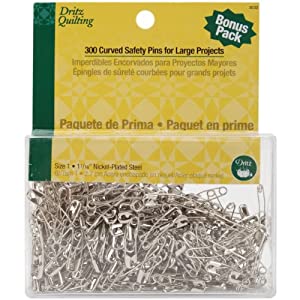 Dritz
Quilting
Bonus
Pack
300 Curved Safety Pins for Large Projects
Imperdibles Encorvados para Proyectos Mayores
Épingles de sûreté courbées pour grands projets
Paquete de Prima • Paquet en prime
Size 1 • 1 1/16" Nickel-Plated Steel
Dritz